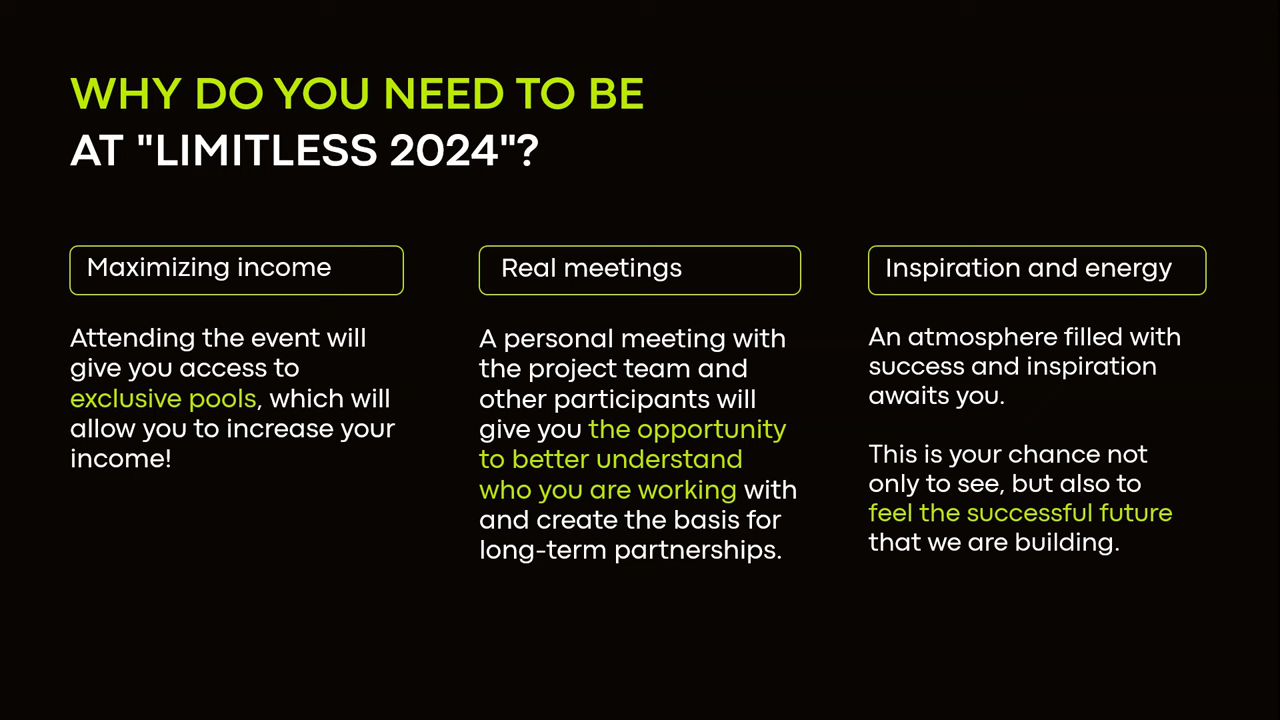 WHY DO YOU NEED TO BE
AT "LIMITLESS 2024"?
Maximizing income
Attending the event will
give you access to
exclusive pools, which will
allow you to increase your
income!
Real meetings
A personal meeting with
the project team and
other participants will
give you the opportunity
to better understand
who you are working with
and create the basis for
long-term partnerships.
Inspiration and energy
An atmosphere filled with
success and inspiration
awaits you.
This is your chance not
only to see, but also to
feel the successful future
that we are building.